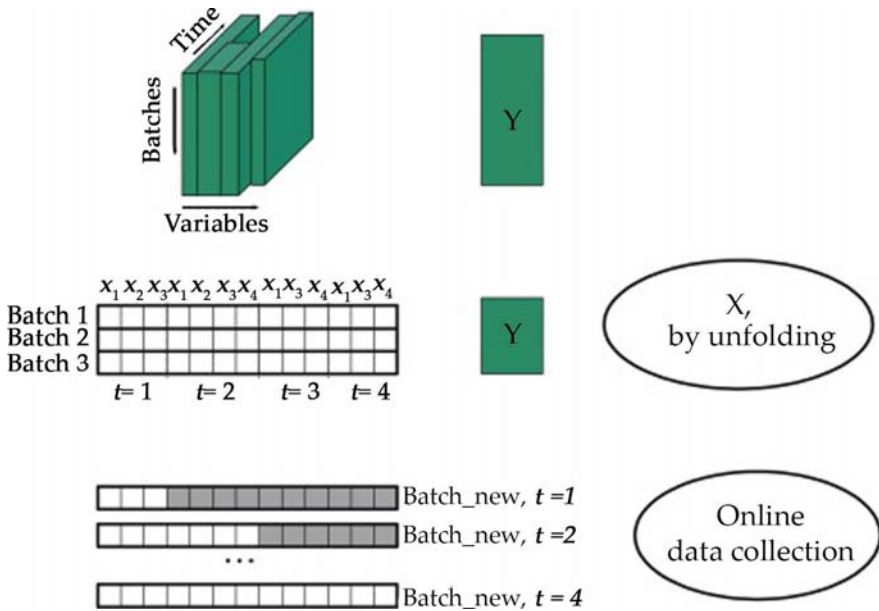 Time
Batches
Variables
Y
x1 x2 x3 x1 x2 x3 x4 x1 x3 x4 x1 x3 x4
Batch 1
Batch 2
Batch 3
t= 1 t= 2 t= 3 t= 4
Y
X,
by unfolding
Batch_new, t =1
Batch_new, t =2
...
Batch_new, t = 4
Online
data collection